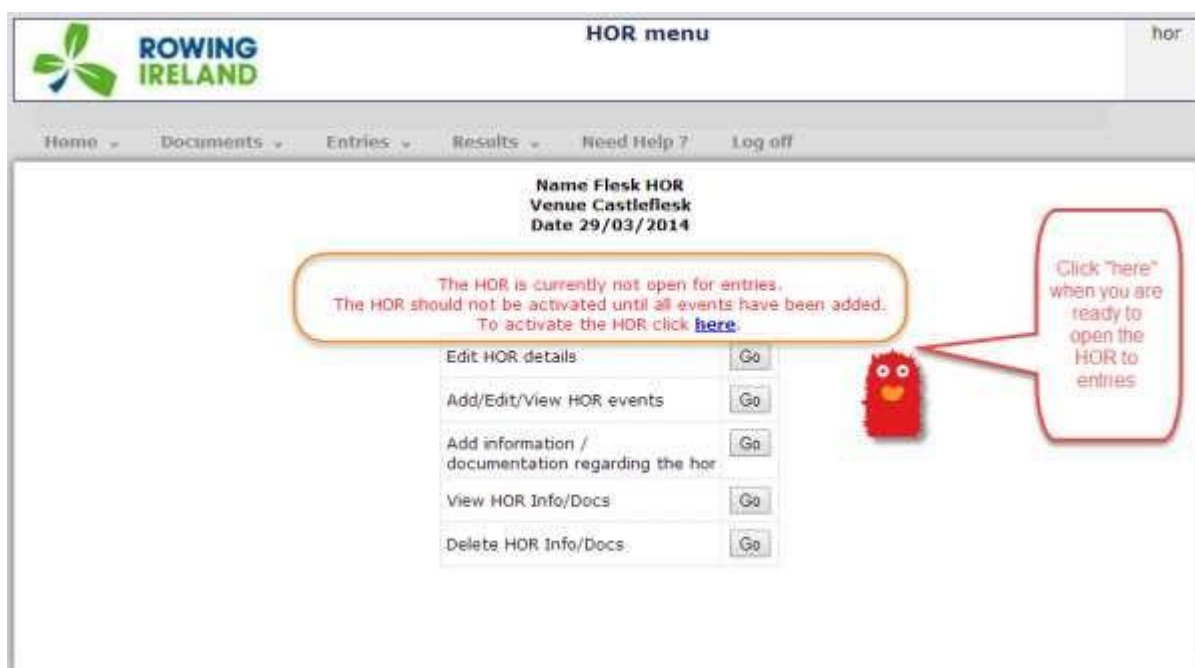 ROWING
IRELAND
HOR menu
hor
Home
Documents
Entries
Results
Need Help ?
Log off
Name Flesk HOR
Venue Castleflesk
Date 29/03/2014
The HOR is currently not open for entries.
The HOR should not be activated until all events have been added.
To activate the HOR click here.
Click "here"
when you are
ready to
open the
HOR to
entries
Edit HOR details Go
Add/Edit/View HOR events Go
Add information / Go
documentation regarding the hor
View HOR Info/Docs Go
Delete HOR Info/Docs Go